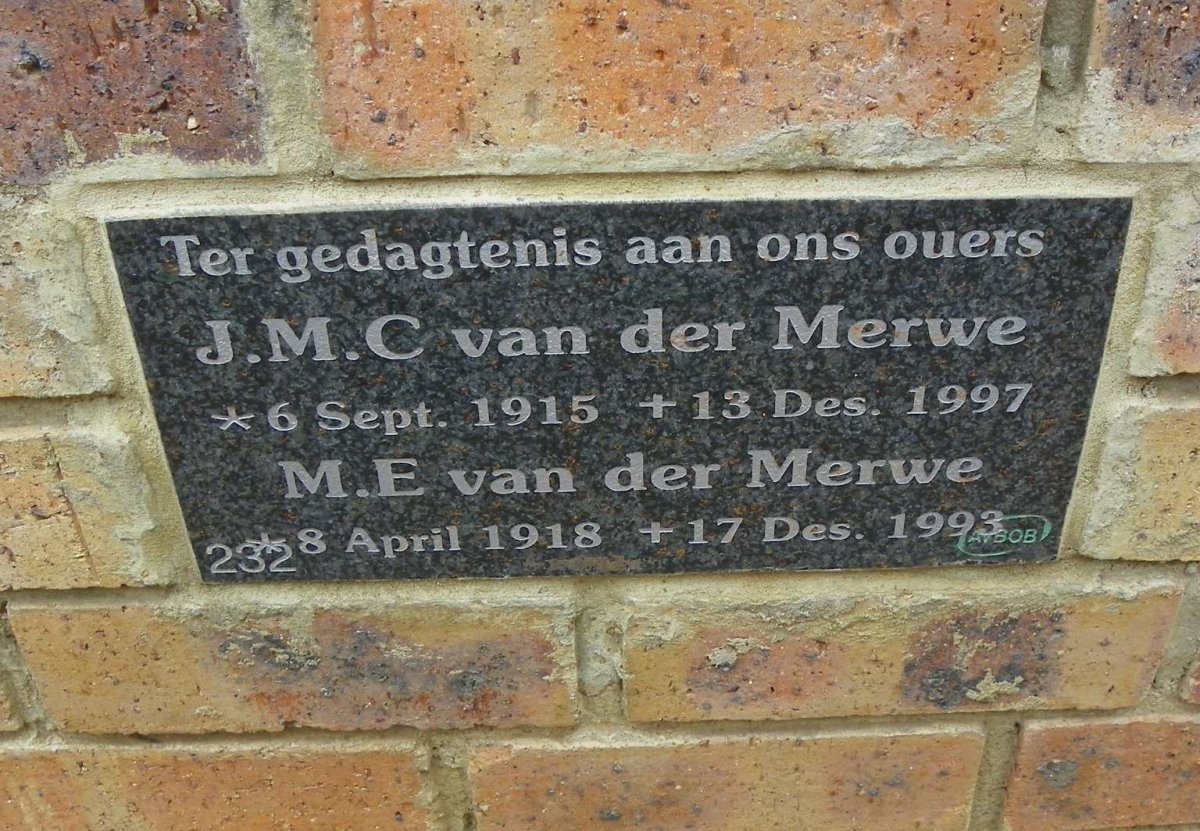 Ter gedagtenis aan ons ouers
J.M.C van der Merwe
* 6 Sept. 1915 +13 Des. 1997
M.E van der Merwe
*8 April 1918 +17 Des. 1993
232
AVBOB